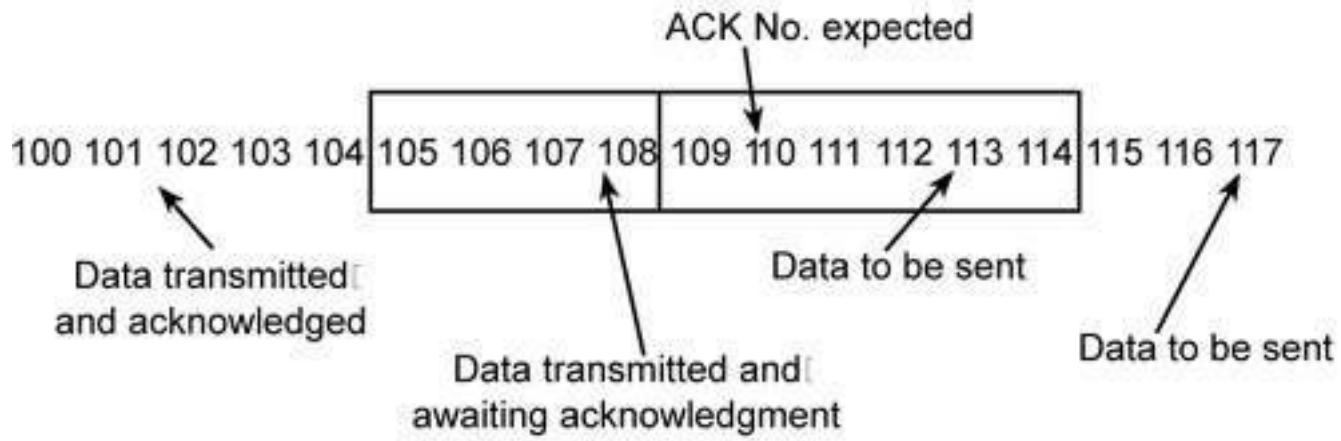 ACK No. expected
100 101 102 103 104 105 106 107 108 109 110 111 112 113 114 115 116 117
Data transmitted
and acknowledged
Data transmitted and
awaiting acknowledgment
Data to be sent
Data to be sent